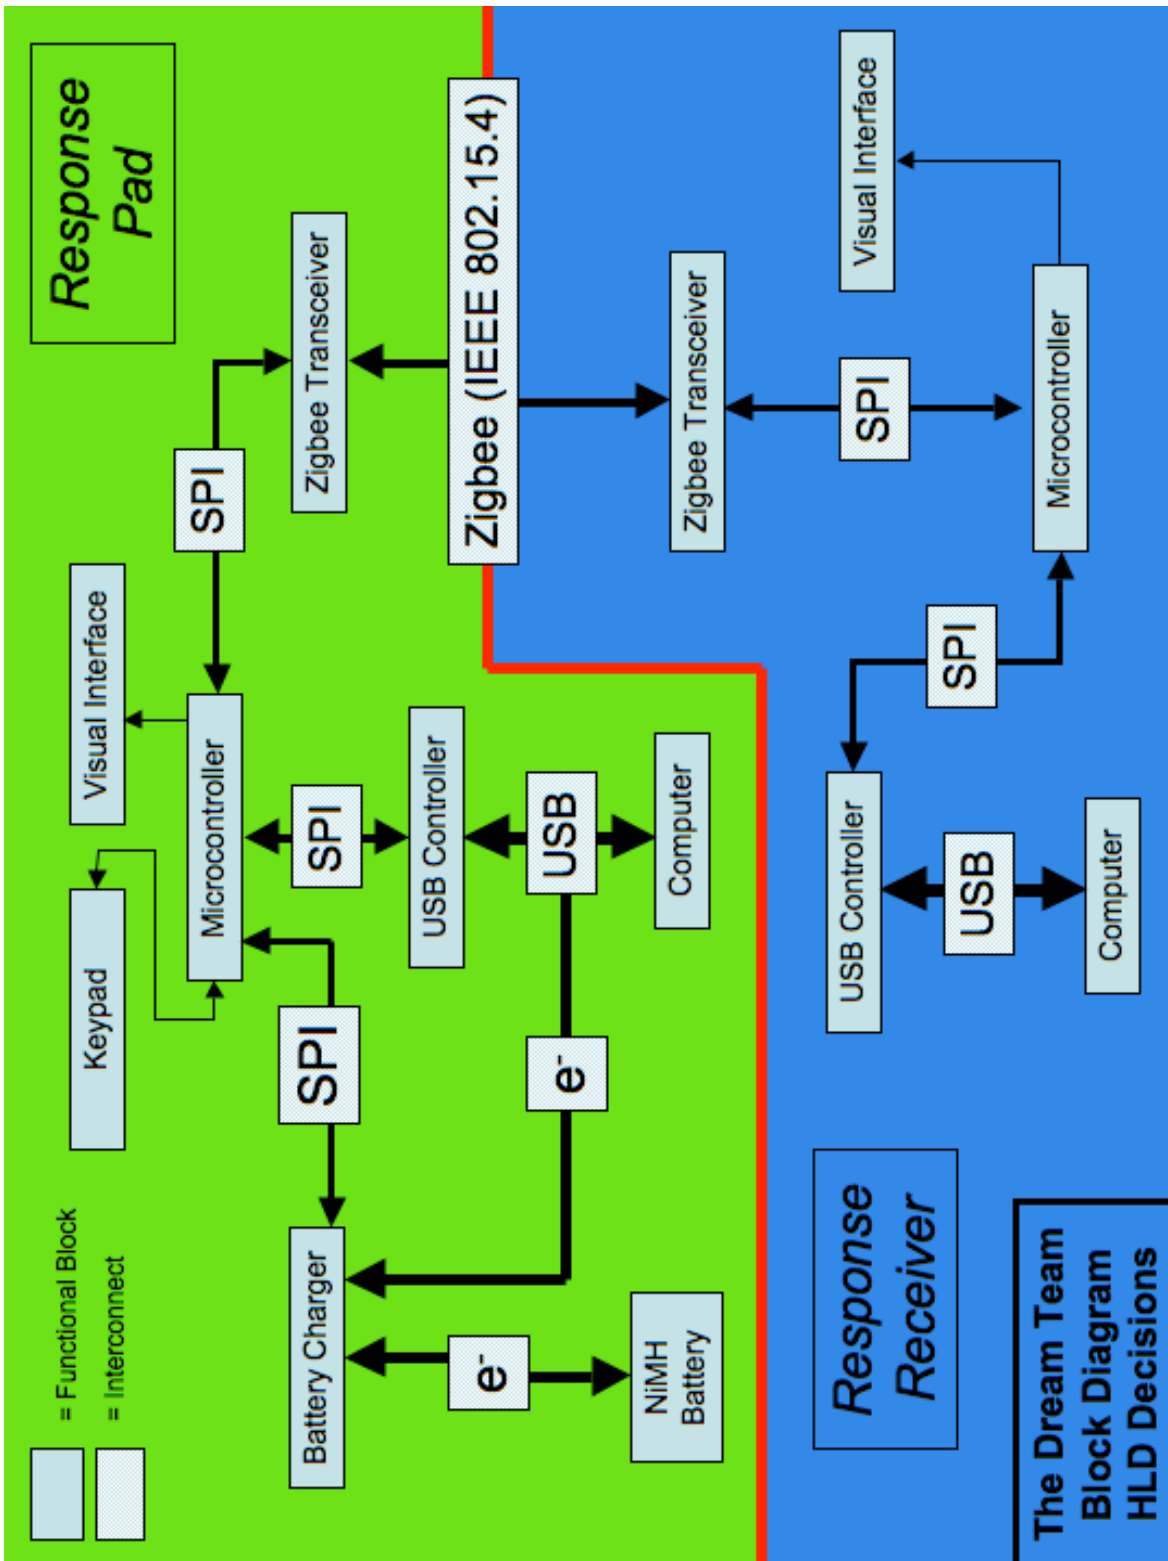 = Functional Block
= Interconnect
Response
Pad
Keypad
Visual Interface
Microcontroller
SPI
Battery Charger
SPI
SPI
Zigbee Transceiver
USB Controller
e-
Zigbee (IEEE 802.15.4)
e-
USB
NiMH
Battery
Computer
Zigbee Transceiver
Response
Receiver
USB Controller
SPI
Visual Interface
SPI
USB
Microcontroller
Computer
The Dream Team
Block Diagram
HLD Decisions